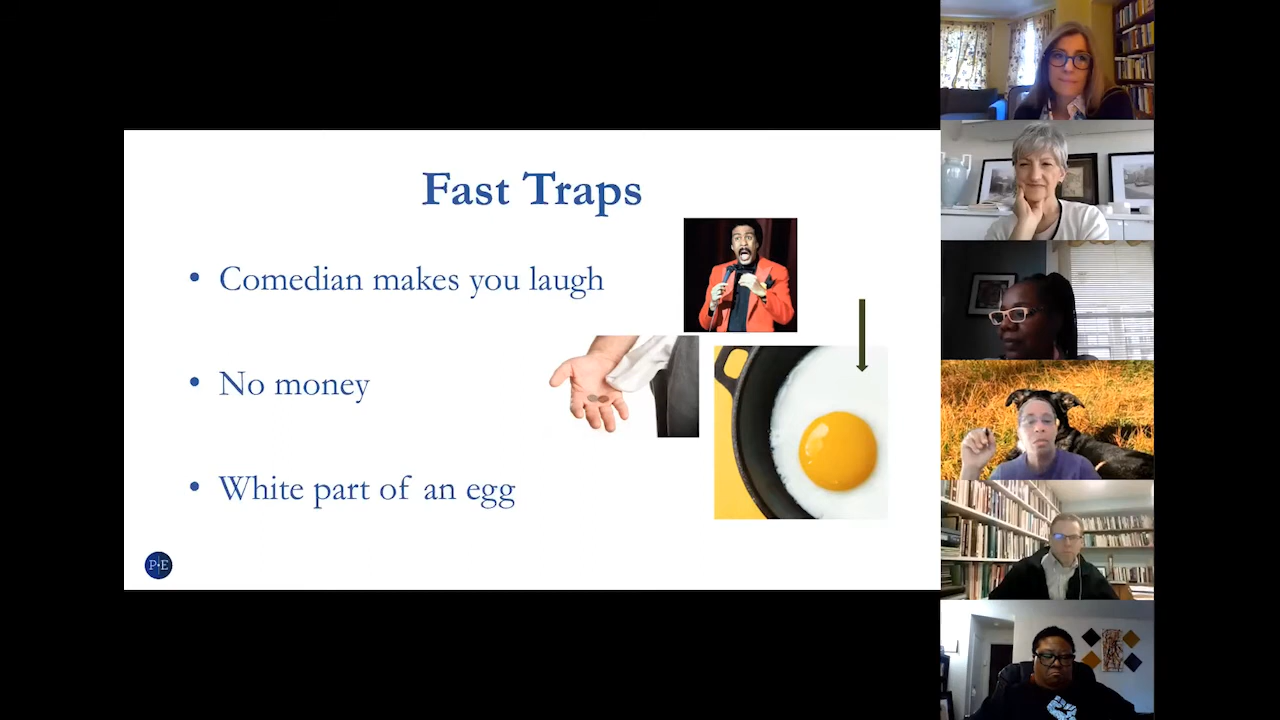 Fast Traps
• Comedian makes you laugh
• No money
• White part of an egg
P•E